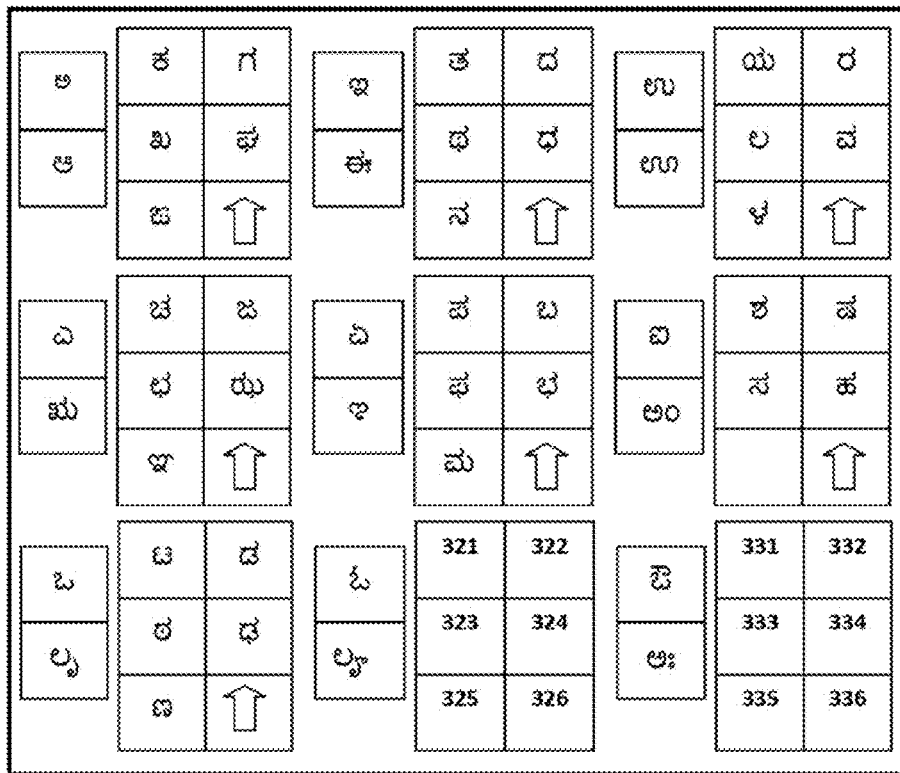 ಅ ಕ ಗ ಇ ತ ದ ಉ ಯ ರ
ಆ ಖ ಘ ಈ ಥ ಧ ಊ ಲ ವ
ಙ ನ ಳ
ಎ ಚ ಜ ಏ ಪ ಬ ಐ ಶ ಷ
ಋ ಛ ಝ ಫ ಭ ಅಂ ಸ ಹ
ಞ ಮ
ಒ ಟ ಡ ಓ 321 322 ಔ 331 332
ಌ ಠ ಢ ೡ 323 324 ಅಃ 333 334
ಣ 325 326 335 336